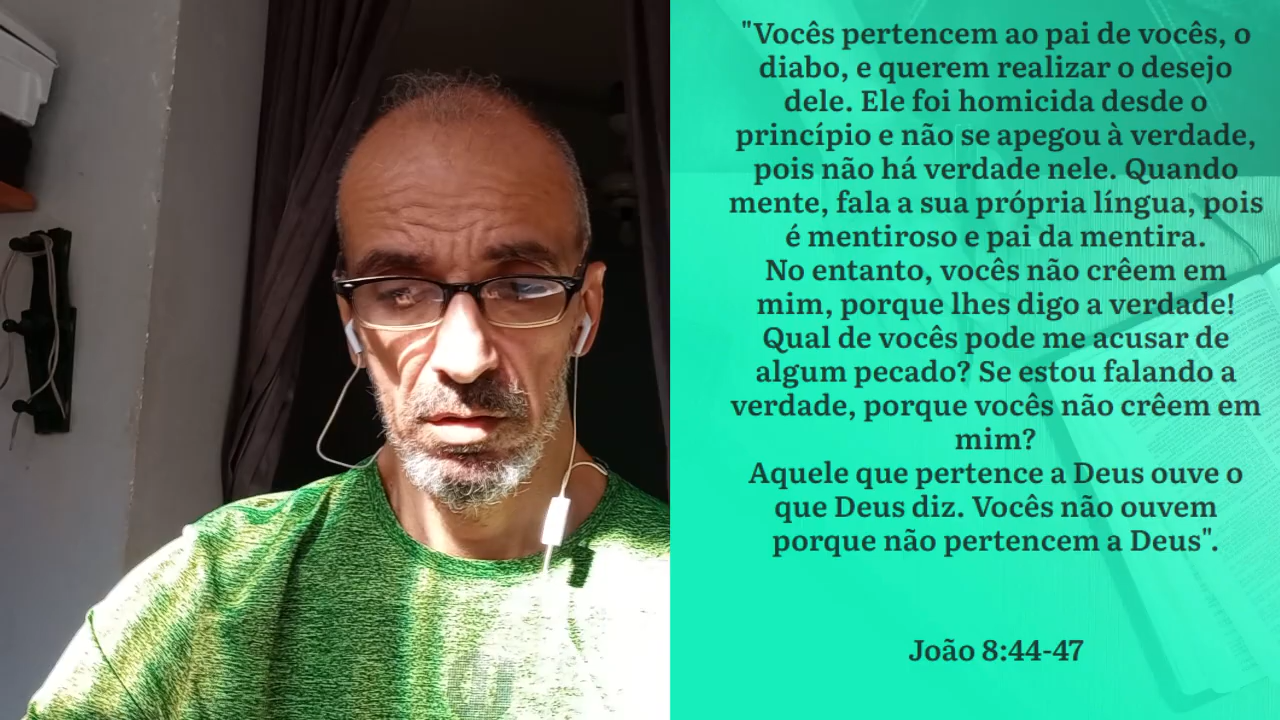 "Vocês pertencem ao pai de vocês, o
diabo, e querem realizar o desejo
dele. Ele foi homicida desde o
princípio e não se apegou à verdade,
pois não há verdade nele. Quando
mente, fala a sua própria língua, pois
é mentiroso e pai da mentira.
No entanto, vocês não crêem em
mim, porque lhes digo a verdade!
Qual de vocês pode me acusar de
algum pecado? Se estou falando a
verdade, porque vocês não crêem em
mim?
Aquele que pertence a Deus ouve o
que Deus diz. Vocês não ouvem
porque não pertencem a Deus".
João 8:44-47